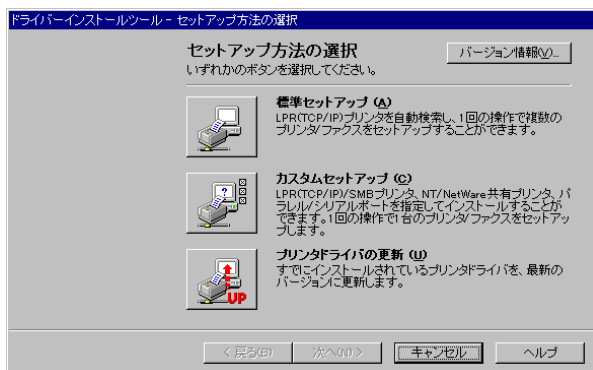 ドライバーインストールツール - セットアップ方法の選択
セットアップ方法の選択
バージョン情報(V)...
いずれかのボタンを選択してください。
標準セットアップ (A)
LPR(TCP/IP)プリンタを自動検索し、1回の操作で複数の
プリンタ/ファクスをセットアップすることができます。
カスタムセットアップ (C)
LPR(TCP/IP)/SMBプリンタ、NT/NetWare共有プリンタ、パ
ラレル/シリアルポートを指定してインストールすることが
できます。1回の操作で1台のプリンタ/ファクスをセットアッ
プします。
プリンタドライバの更新 (U)
すでにインストールされているプリンタドライバを、最新の
バージョンに更新します。
UP
< 戻る(B)
次へ(N) >
キャンセル
ヘルプ